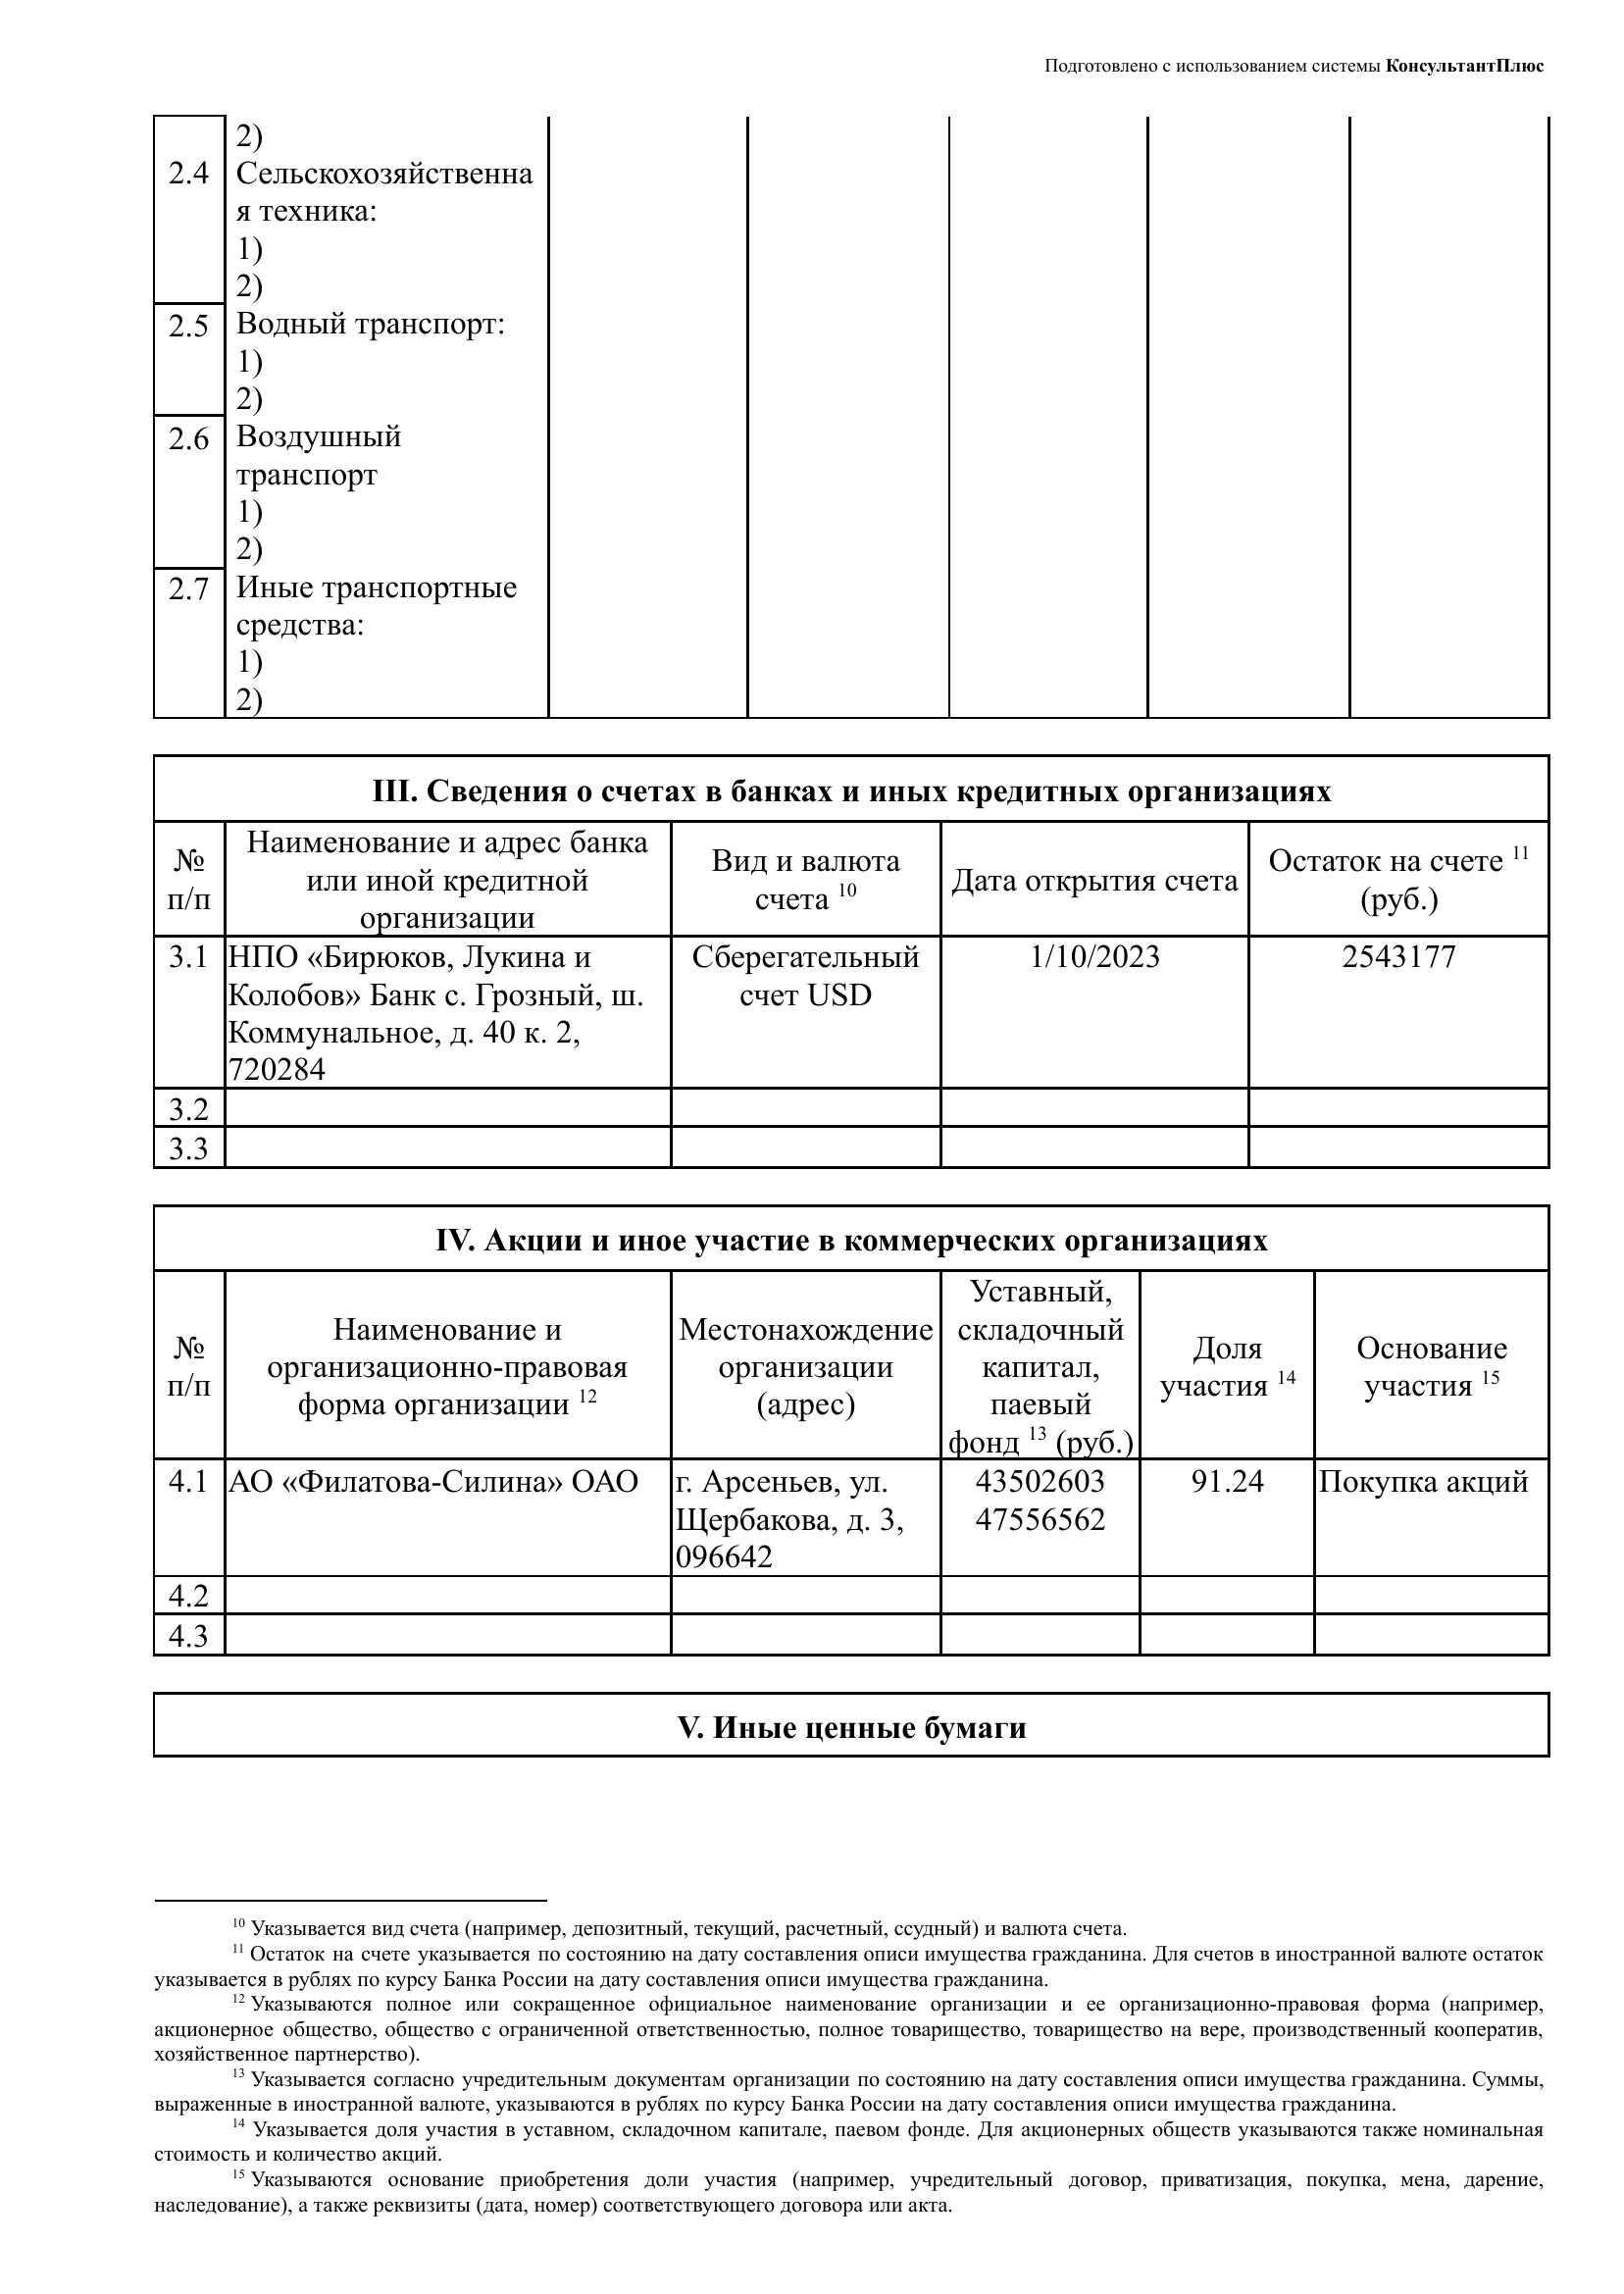 Подготовлено с использованием системы КонсультантПлюс
2)
2.4 Сельскохозяйственна
я техника:
1)
2)
2.5 Водный транспорт:
1)
2)
2.6 Воздушный
транспорт
1)
2)
2.7 Иные транспортные
средства:
1)
2)
III. Сведения о счетах в банках и иных кредитных организациях
№
п/п
Наименование и адрес банка
или иной кредитной
организации
Вид и валюта
счета 10
Дата открытия счета
Остаток на счете 11
(руб.)
3.1
НПО «Бирюков, Лукина и
Колобов» Банк с. Грозный, ш.
Коммунальное, д. 40 к. 2,
720284
Сберегательный
счет USD
1/10/2023
2543177
3.2
3.3
IV. Акции и иное участие в коммерческих организациях
№
п/п
Наименование и
организационно-правовая
форма организации 12
Местонахождение
организации
(адрес)
Уставный,
складочный
капитал,
паевый
фонд 13 (руб.)
Доля
участия 14
Основание
участия 15
4.1
АО «Филатова-Силина» ОАО
г. Арсеньев, ул.
Щербакова, д. 3,
096642
43502603
47556562
91.24
Покупка акций
4.2
4.3
V. Иные ценные бумаги
10 Указывается вид счета (например, депозитный, текущий, расчетный, ссудный) и валюта счета.
11 Остаток на счете указывается по состоянию на дату составления описи имущества гражданина. Для счетов в иностранной валюте остаток
указывается в рублях по курсу Банка России на дату составления описи имущества гражданина.
12 Указываются полное или сокращенное официальное наименование организации и ее организационно-правовая форма (например,
акционерное общество, общество с ограниченной ответственностью, полное товарищество, товарищество на вере, производственный кооператив,
хозяйственное партнерство).
13 Указывается согласно учредительным документам организации по состоянию на дату составления описи имущества гражданина. Суммы,
выраженные в иностранной валюте, указываются в рублях по курсу Банка России на дату составления описи имущества гражданина.
14 Указывается доля участия в уставном, складочном капитале, паевом фонде. Для акционерных обществ указываются также номинальная
стоимость и количество акций.
15 Указываются основание приобретения доли участия (например, учредительный договор, приватизация, покупка, мена, дарение,
наследование), а также реквизиты (дата, номер) соответствующего договора или акта.